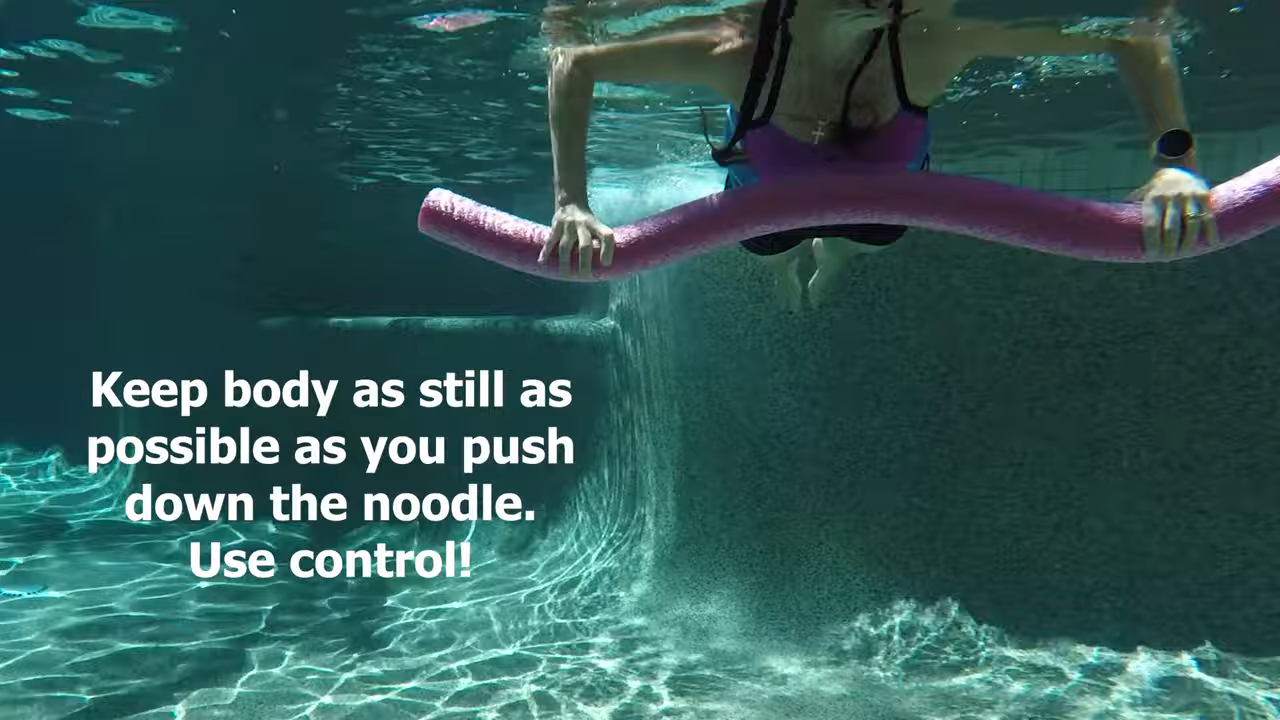 Keep body as still as
possible as you push
down the noodle.
Use control!